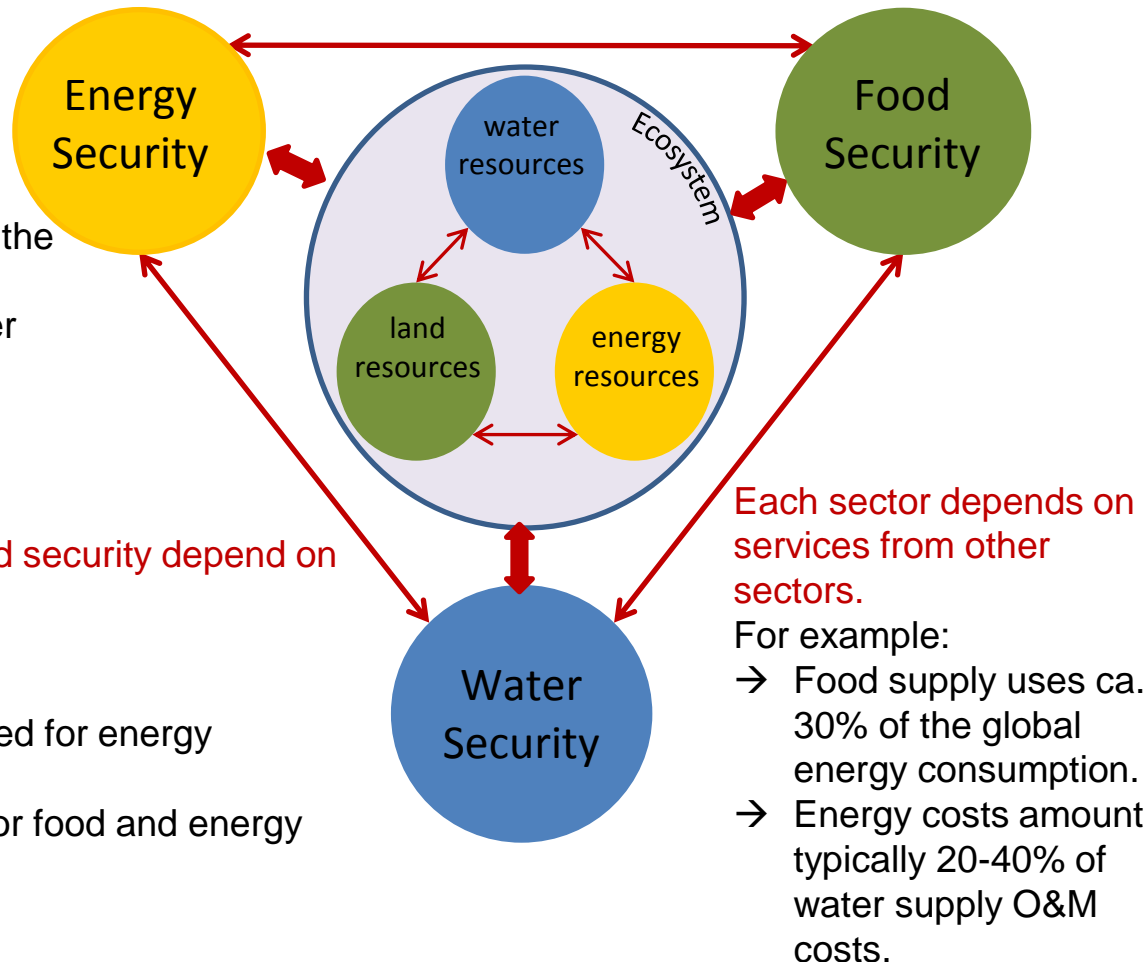 Energy
Security
Food
Security
water
resources
Ecosystem
land
resources
energy
resources
the
er
d security depend on
ed for energy
or food and energy
Water
Security
Each sector depends on
services from other
sectors.
For example:
→ Food supply uses ca.
30% of the global
energy consumption.
→ Energy costs amount
typically 20-40% of
water supply O&M
costs.